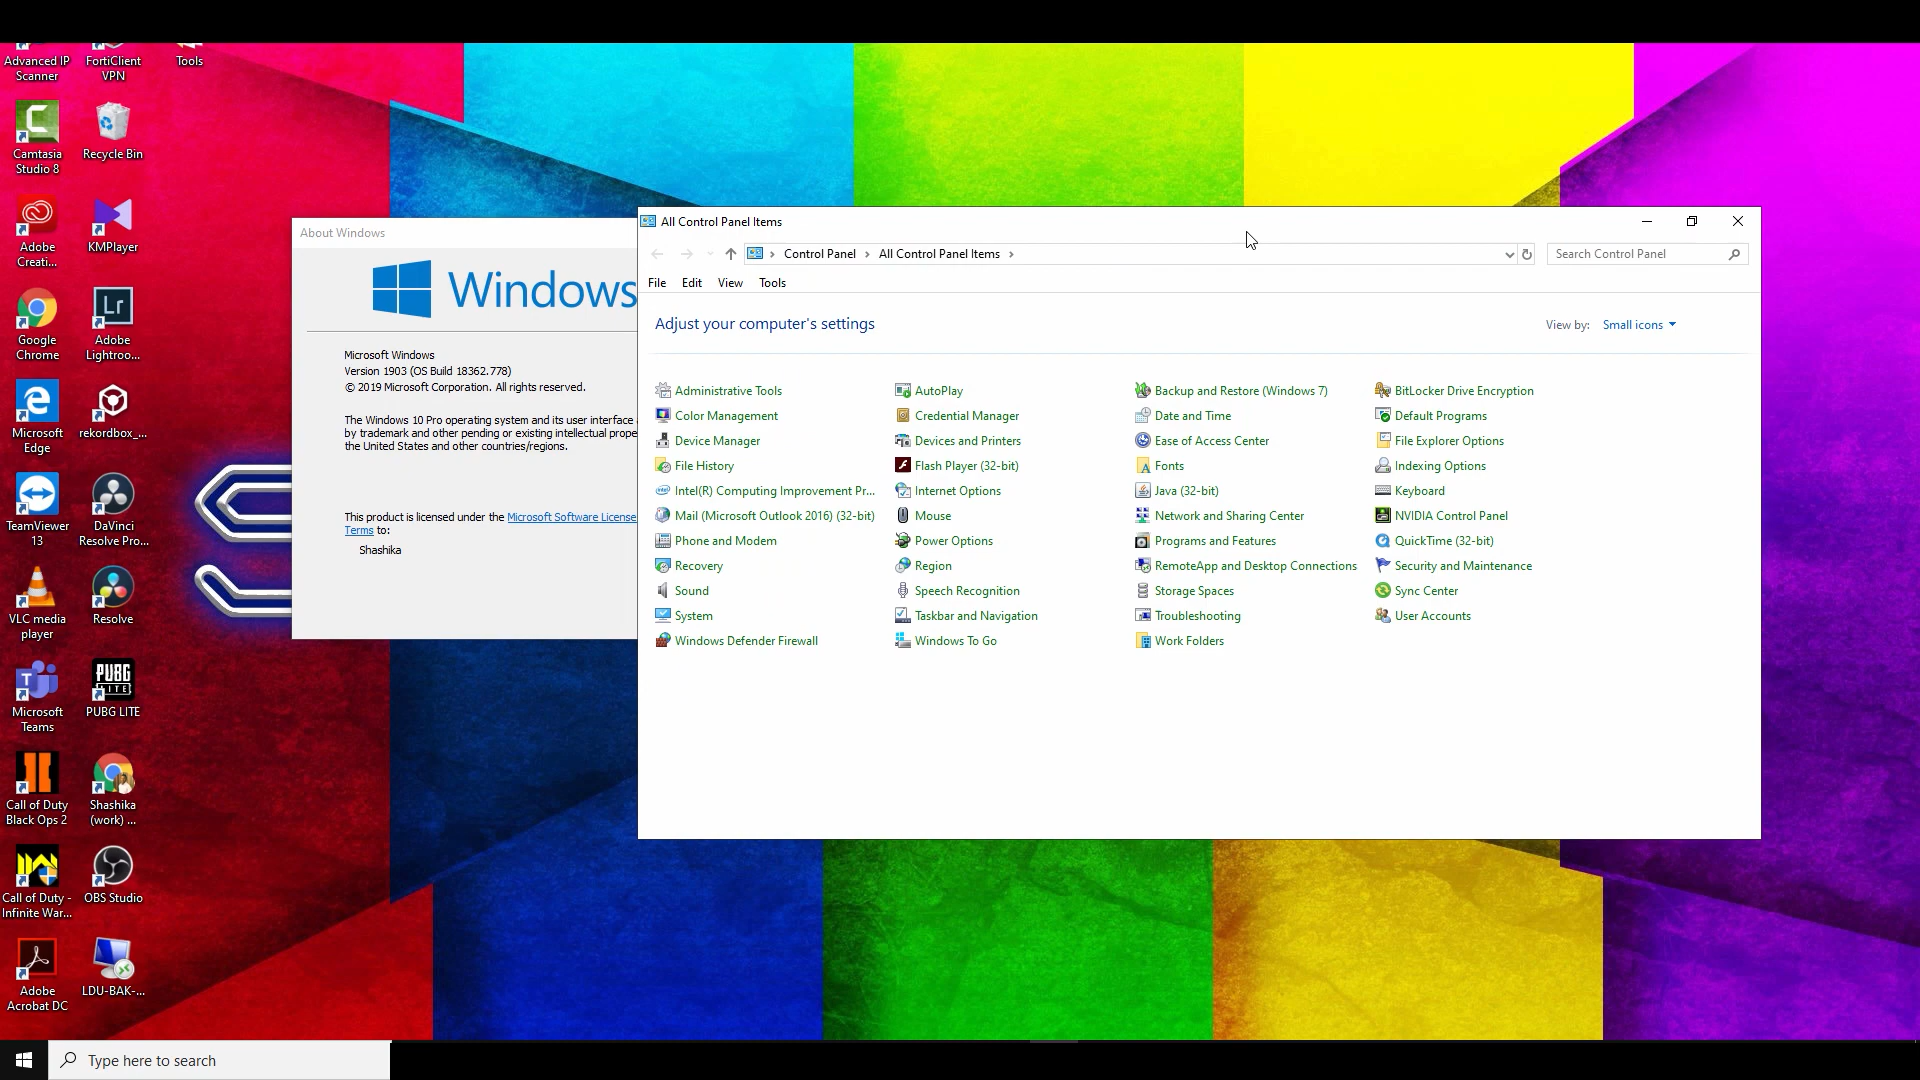 Advanced IP
Scanner
FortiClient
VPN
Tools
Camtasia
Studio 8
Recycle Bin
Adobe
Creati...
KMPlayer
Google
Chrome
Lr
Adobe
Lightroo...
Microsoft
Edge
rekordbox_...
TeamViewer
13
DaVinci
Resolve Pro...
VLC media
player
Resolve
Microsoft
Teams
PUBG
LITE
PUBG LITE
Call of Duty
Black Ops 2
Shashika
(work) ...
Call of Duty -
Infinite War...
OBS Studio
Adobe
Acrobat DC
LDU-BAK-...
About Windows
Windows
Microsoft Windows
Version 1903 (OS Build 18362.778)
© 2019 Microsoft Corporation. All rights reserved.
The Windows 10 Pro operating system and its user interface
by trademark and other pending or existing intellectual prope
the United States and other countries/regions.
This product is licensed under the Microsoft Software License
Terms to:
Shashika
All Control Panel Items
Control Panel > All Control Panel Items >
Search Control Panel
File Edit View Tools
Adjust your computer's settings
View by: Small icons
Administrative Tools
AutoPlay
Backup and Restore (Windows 7)
BitLocker Drive Encryption
Color Management
Credential Manager
Date and Time
Default Programs
Device Manager
Devices and Printers
Ease of Access Center
File Explorer Options
File History
Flash Player (32-bit)
Fonts
Indexing Options
Intel(R) Computing Improvement Pr...
Internet Options
Java (32-bit)
Keyboard
Mail (Microsoft Outlook 2016) (32-bit)
Mouse
Network and Sharing Center
NVIDIA Control Panel
Phone and Modem
Power Options
Programs and Features
QuickTime (32-bit)
Recovery
Region
RemoteApp and Desktop Connections
Security and Maintenance
Sound
Speech Recognition
Storage Spaces
Sync Center
System
Taskbar and Navigation
Troubleshooting
User Accounts
Windows Defender Firewall
Windows To Go
Work Folders
Type here to search